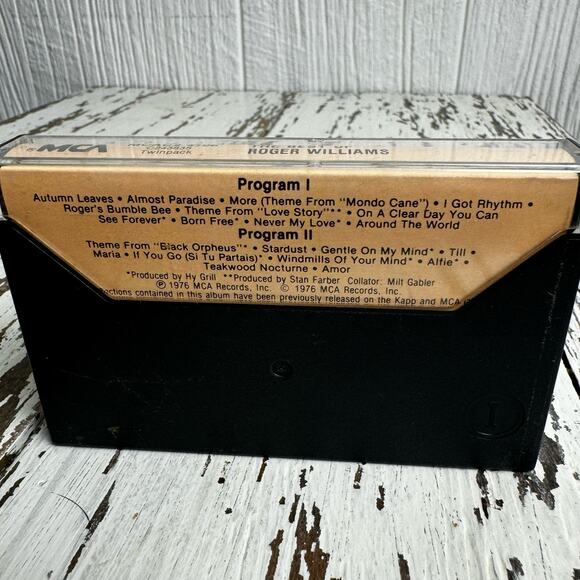 MCA
Twinpack
ROGER WILLIAMS
Program I
Autumn Leaves • Almost Paradise • More (Theme From "Mondo Cane") • I Got Rhythm •
Roger's Bumble Bee • Theme From "Love Story"** • On A Clear Day You Can
See Forever* • Born Free* • Never My Love* • Around The World
Program II
Theme From "Black Orpheus"* • Stardust • Gentle On My Mind* • Till •
Maria • If You Go (Si Tu Partais) • Windmills Of Your Mind* • Alfie* •
Teakwood Nocturne • Amor
*Produced by Hy Grill **Produced by Stan Farber Collator: Milt Gabler
Ⓟ 1976 MCA Records, Inc. © 1976 MCA Records, Inc.
contained in this album have been previously released on the Kapp and MCA
I